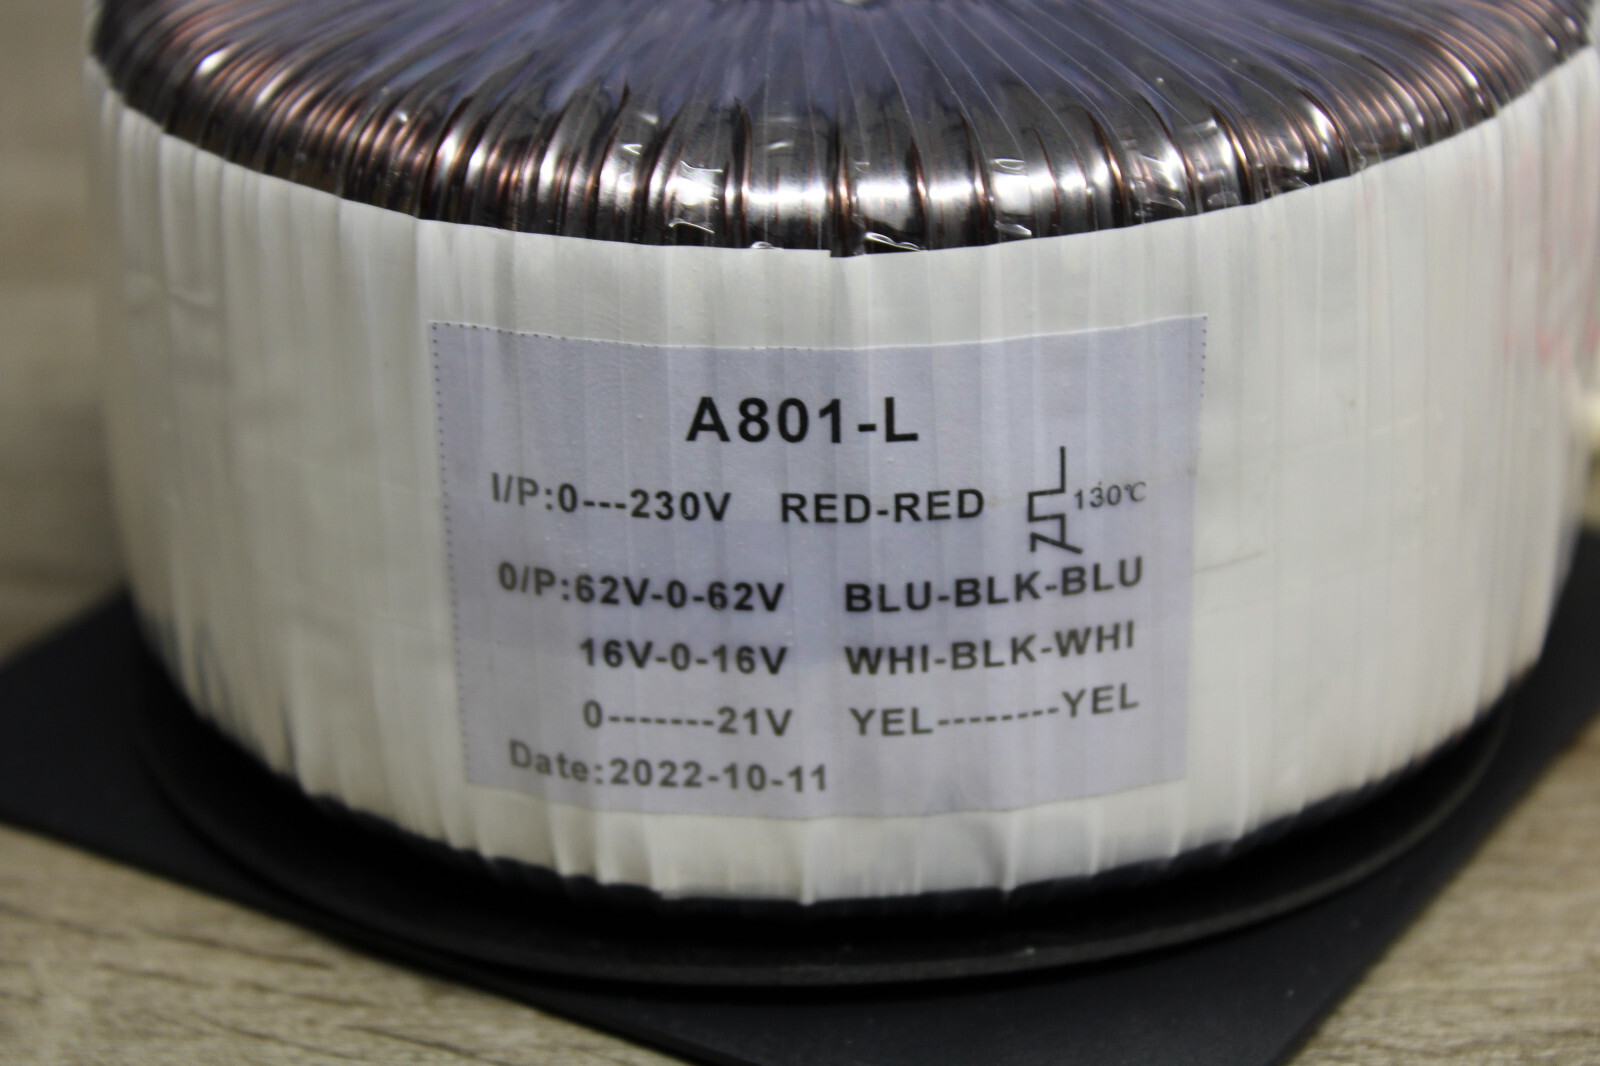 A801-L
I/P:0---230V RED-RED 130℃
0/P:62V-0-62V BLU-BLK-BLU
16V-0-16V WHI-BLK-WHI
0-------21V YEL--------YEL
Date:2022-10-11